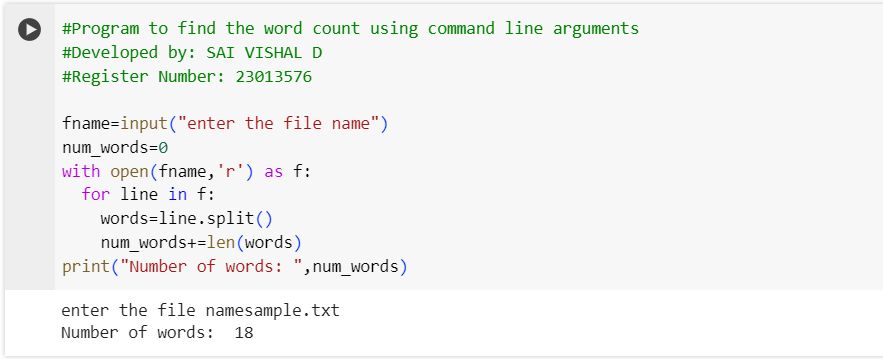 #Program to find the word count using command line arguments
#Developed by: SAI VISHAL D
#Register Number: 23013576
fname=input("enter the file name")
num_words=0
with open(fname,'r') as f:
  for line in f:
    words=line.split()
    num_words+=len(words)
print("Number of words: ",num_words)
enter the file namesample.txt
Number of words:  18